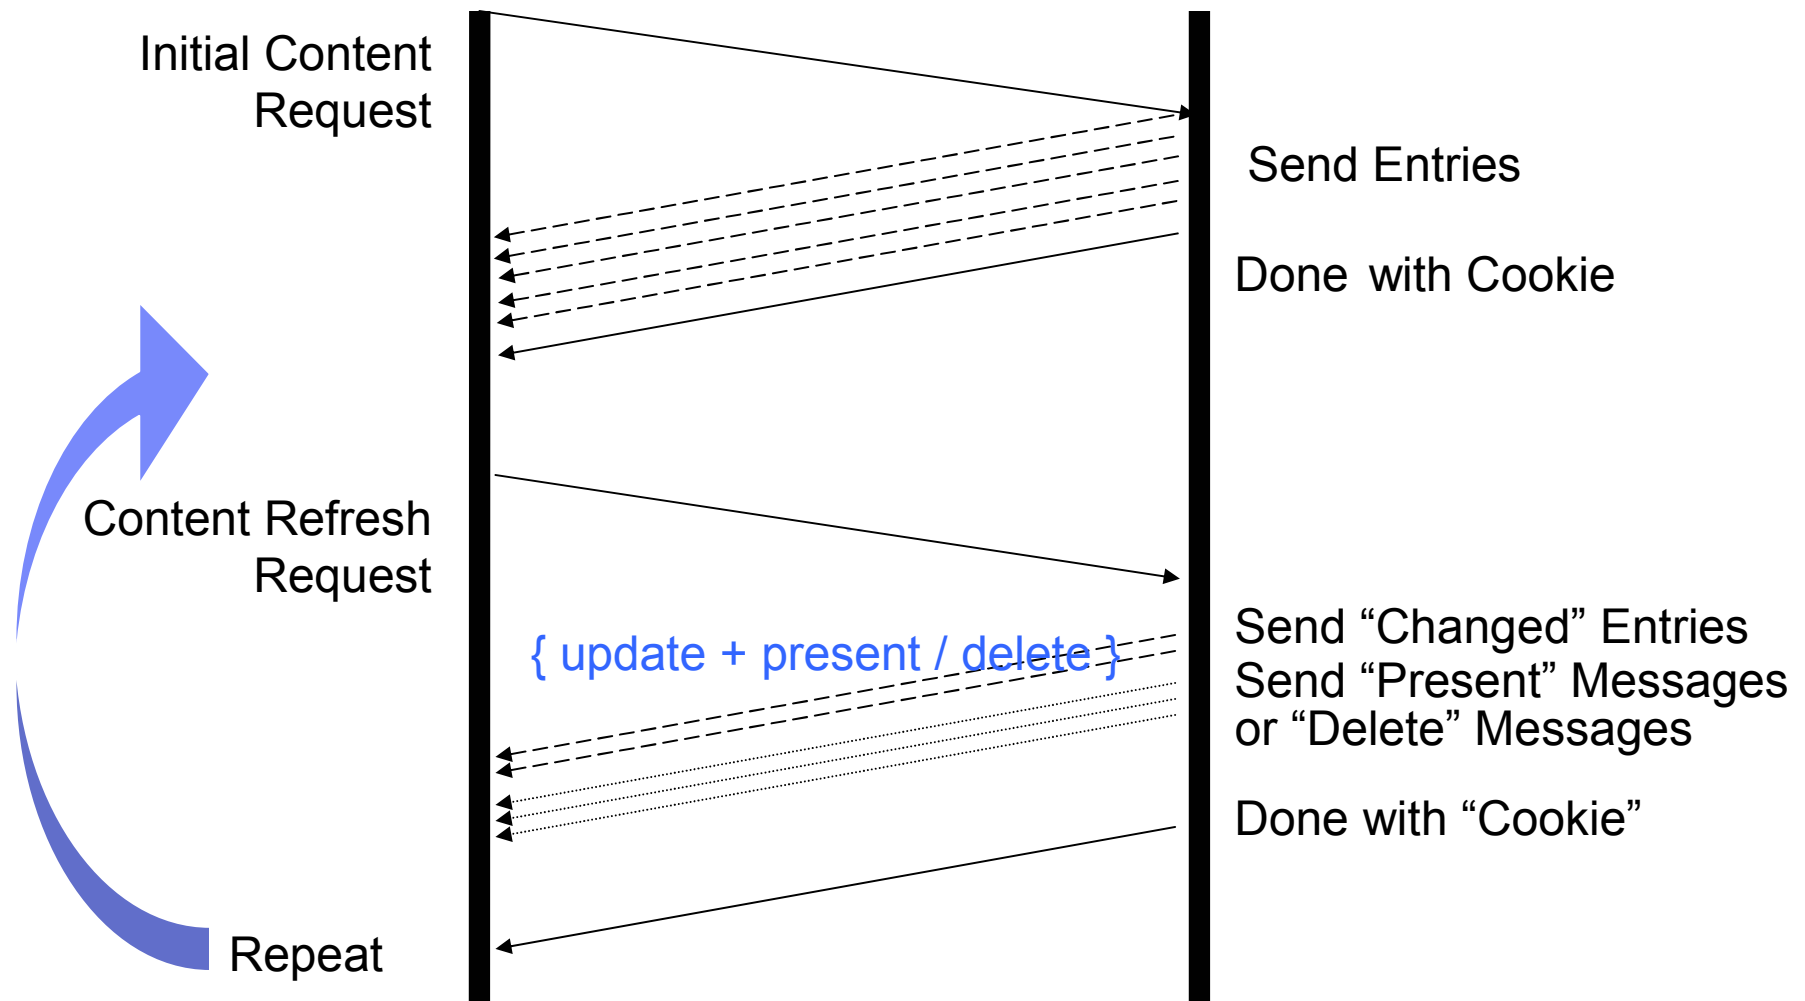 Initial Content
Request
Send Entries
Done with Cookie
Content Refresh
Request
{ update + present / delete }
Send “Changed” Entries
Send “Present” Messages
or “Delete” Messages
Done with “Cookie”
Repeat